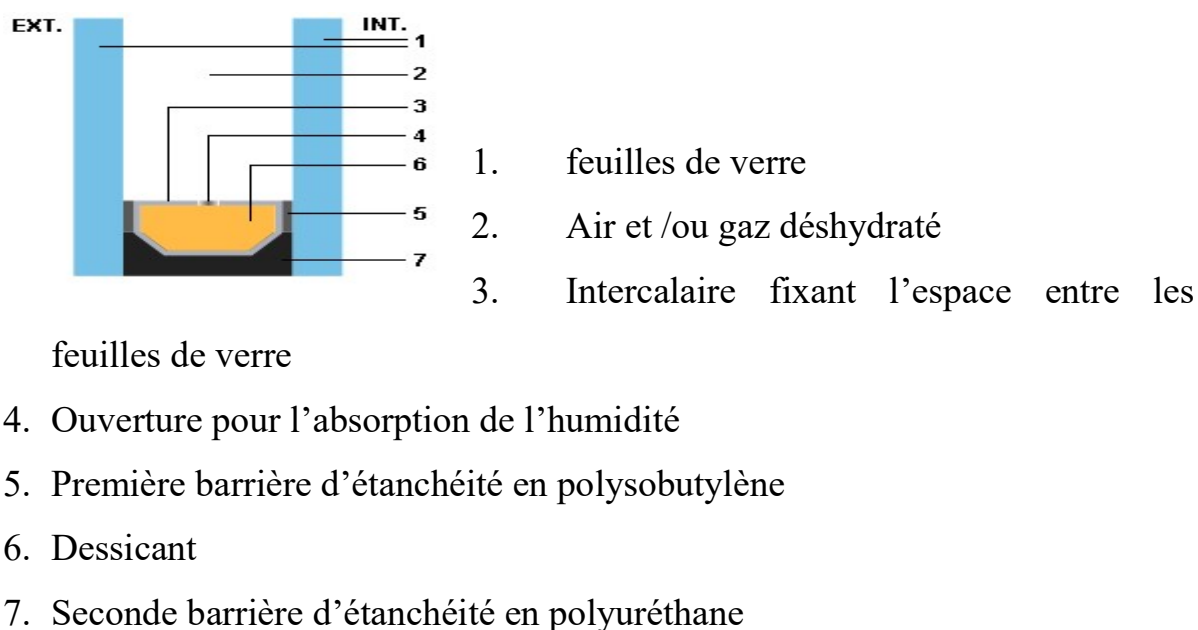 EXT.
INT.
1
2
3
4
6
5
7
1. feuilles de verre
2. Air et /ou gaz déshydraté
3. Intercalaire fixant l’espace entre les
feuilles de verre
4. Ouverture pour l’absorption de l’humidité
5. Première barrière d’étanchéité en polysobutylène
6. Dessicant
7. Seconde barrière d’étanchéité en polyuréthane